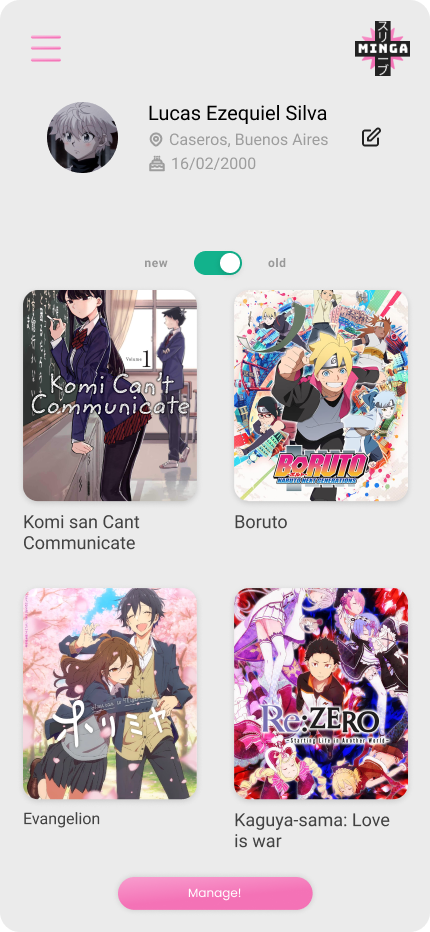 スリーブ
MINGA
Lucas Ezequiel Silva
Caseros, Buenos Aires
16/02/2000
new
old
Volume 1
Komi Can't
Communicate
BORUTO
NARUTO NEXT GENERATIONS
Komi san Cant
Communicate
Boruto
ホリミヤ
Re:ZERO
-Starting Life in Another World-
Evangelion
Kaguya-sama: Love
is war
Manage!